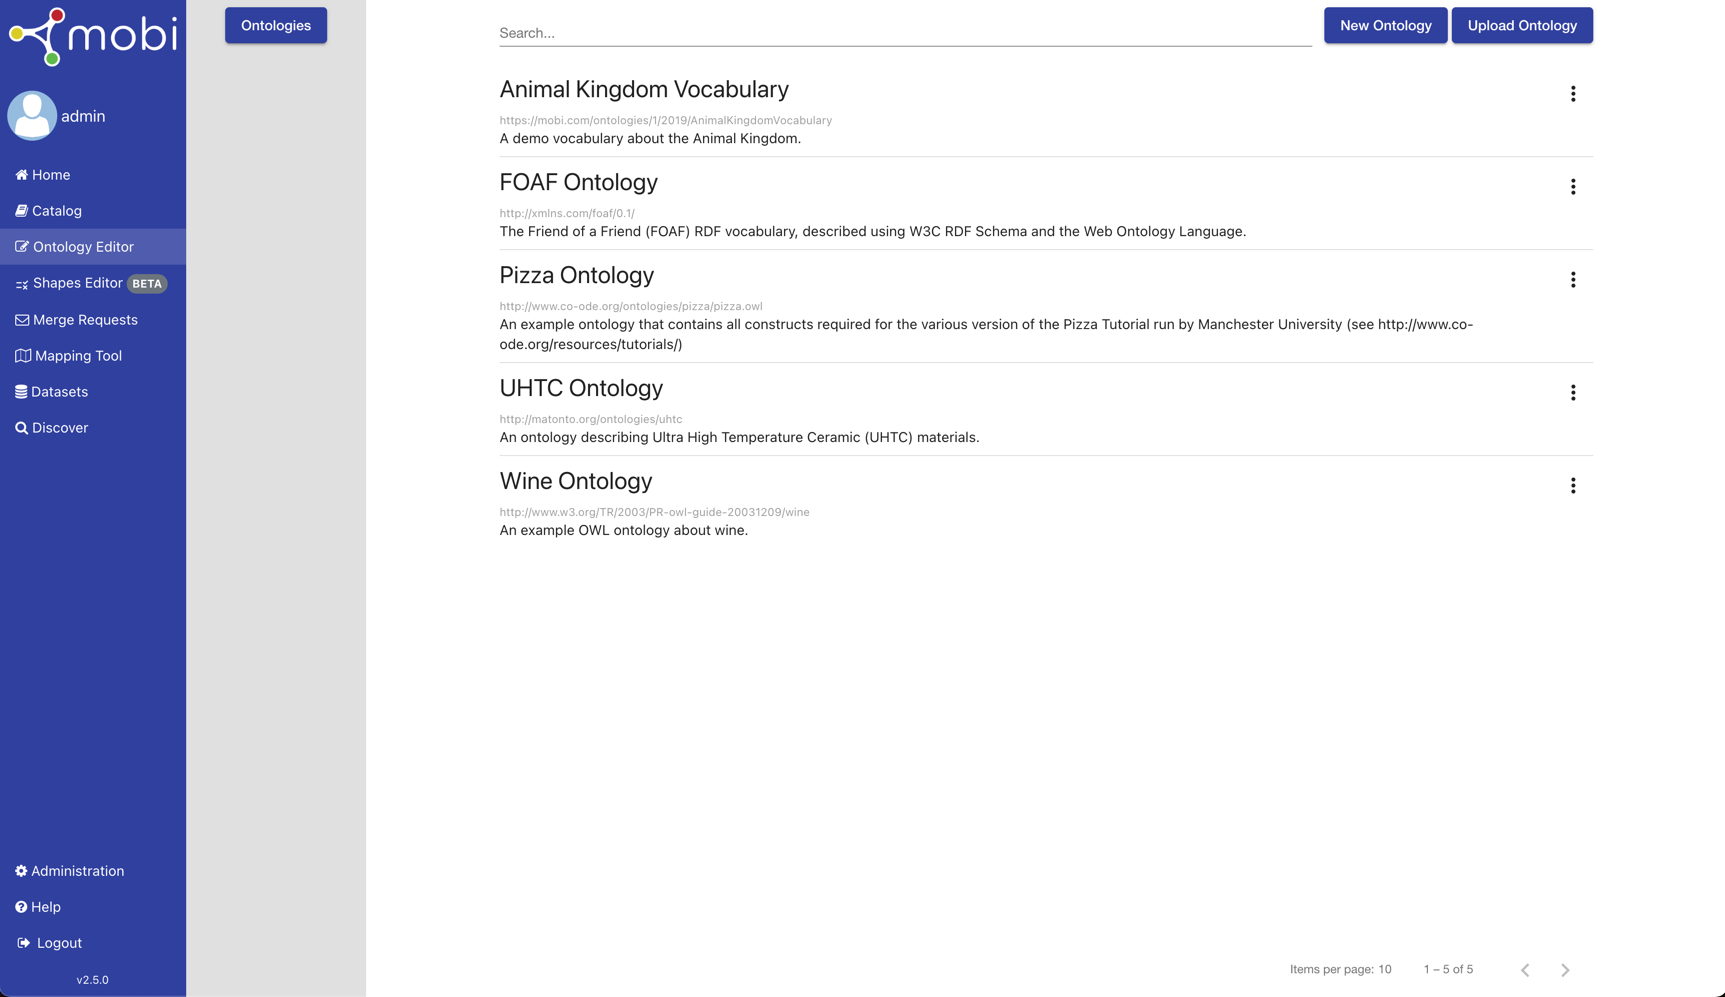 mobi
admin
Home
Catalog
Ontology Editor
Shapes Editor BETA
Merge Requests
Mapping Tool
Datasets
Discover
Administration
Help
Logout
v2.5.0
Ontologies
Search...
New Ontology
Upload Ontology
Animal Kingdom Vocabulary
https://mobi.com/ontologies/1/2019/AnimalKingdomVocabulary
A demo vocabulary about the Animal Kingdom.
FOAF Ontology
http://xmlns.com/foaf/0.1/
The Friend of a Friend (FOAF) RDF vocabulary, described using W3C RDF Schema and the Web Ontology Language.
Pizza Ontology
http://www.co-ode.org/ontologies/pizza/pizza.owl
An example ontology that contains all constructs required for the various version of the Pizza Tutorial run by Manchester University (see http://www.co-
ode.org/resources/tutorials/)
UHTC Ontology
http://matonto.org/ontologies/uhtc
An ontology describing Ultra High Temperature Ceramic (UHTC) materials.
Wine Ontology
http://www.w3.org/TR/2003/PR-owl-guide-20031209/wine
An example OWL ontology about wine.
Items per page: 10
1 – 5 of 5